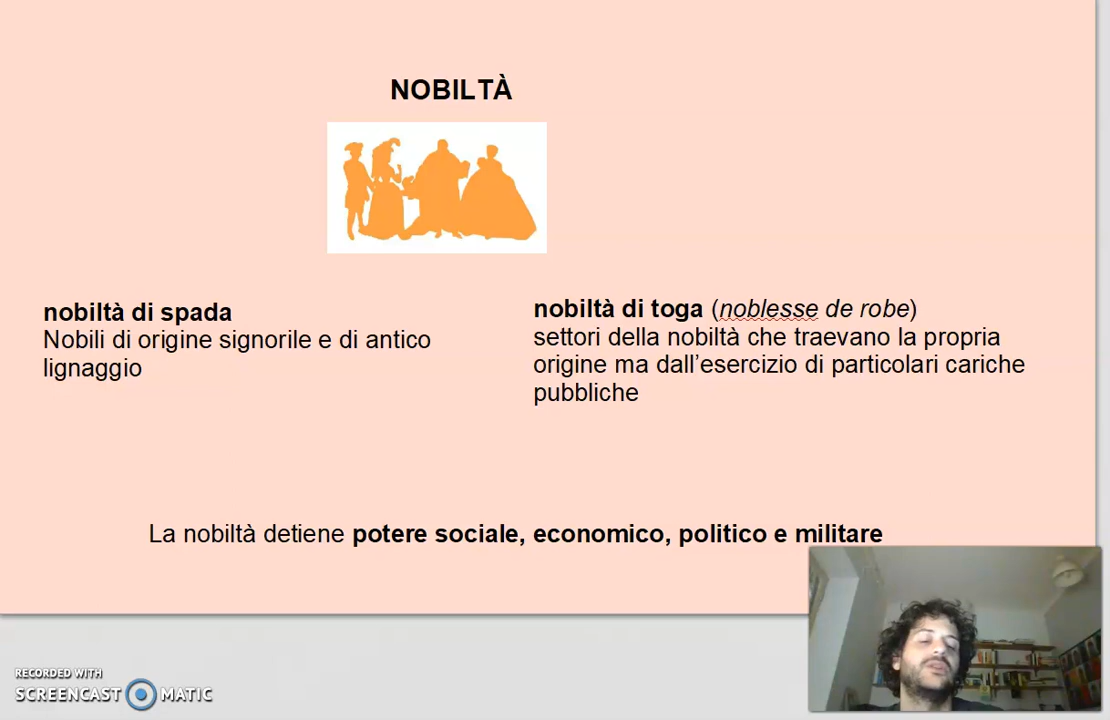 NOBILTÀ
nobiltà di spada
Nobili di origine signorile e di antico
lignaggio
nobiltà di toga (noblesse de robe)
settori della nobiltà che traevano la propria
origine ma dall’esercizio di particolari cariche
pubbliche
La nobiltà detiene potere sociale, economico, politico e militare
RECORDED WITH
SCREENCAST MATIC